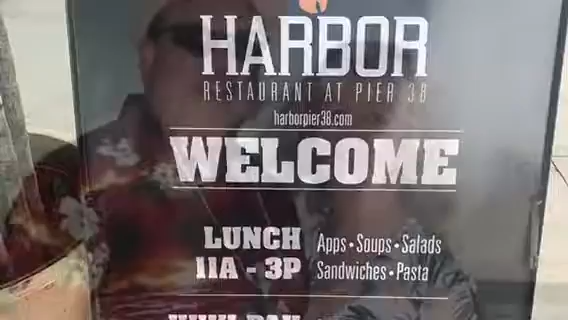 HARBOR
RESTAURANT AT PIER 38
harborpier38.com
WELCOME
LUNCH
11A - 3P
Apps • Soups • Salads
Sandwiches • Pasta